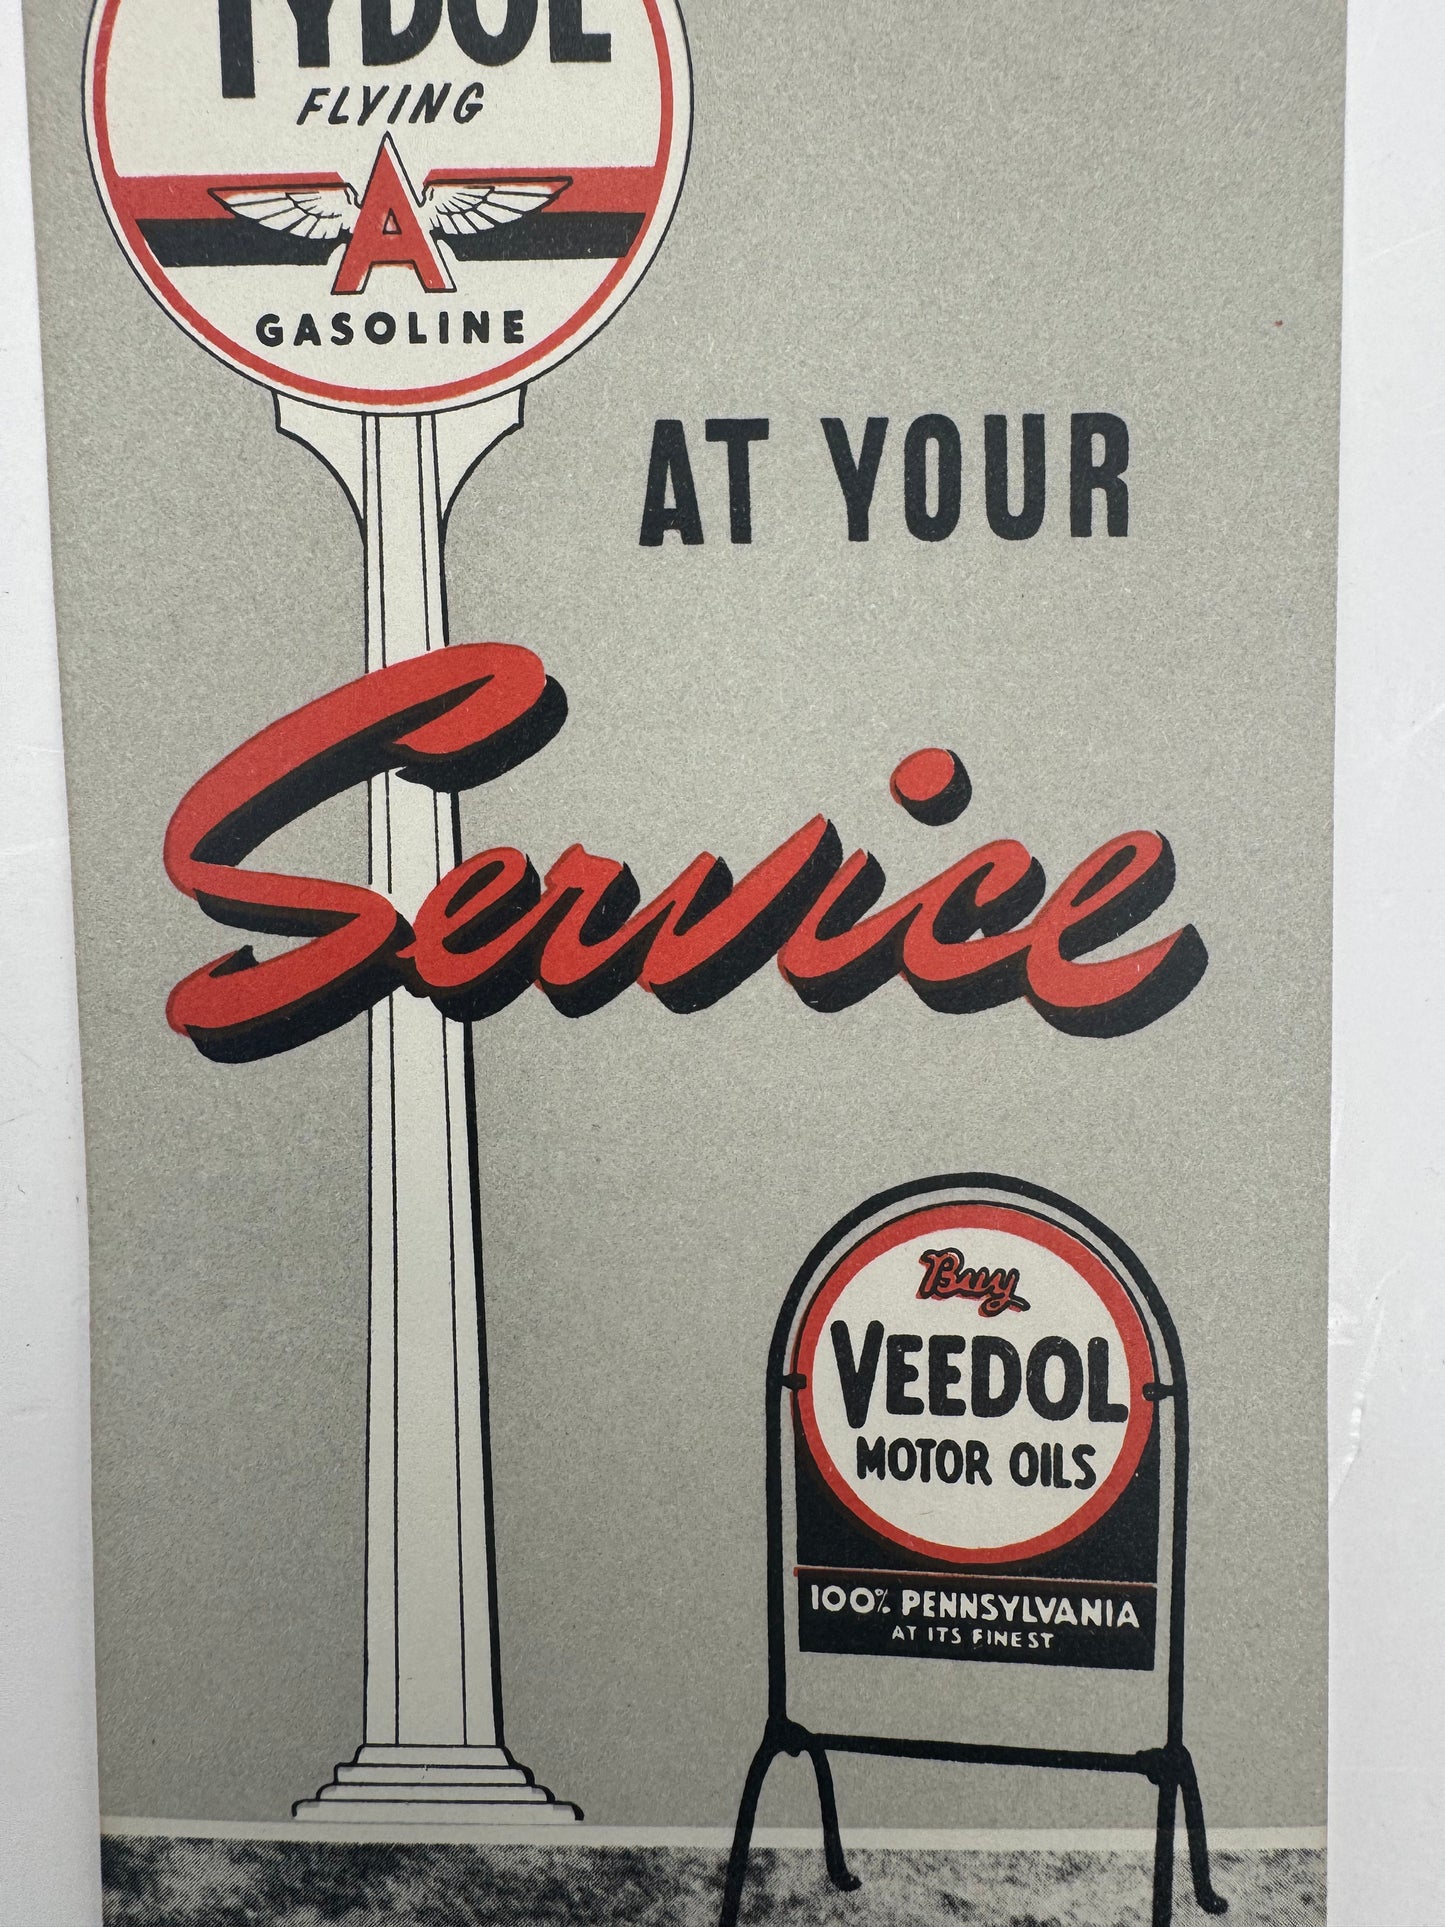 TYDOL
FLYING
A
GASOLINE
AT YOUR
Service
Buy
VEEDOL
MOTOR OILS
100% PENNSYLVANIA
AT ITS FINEST